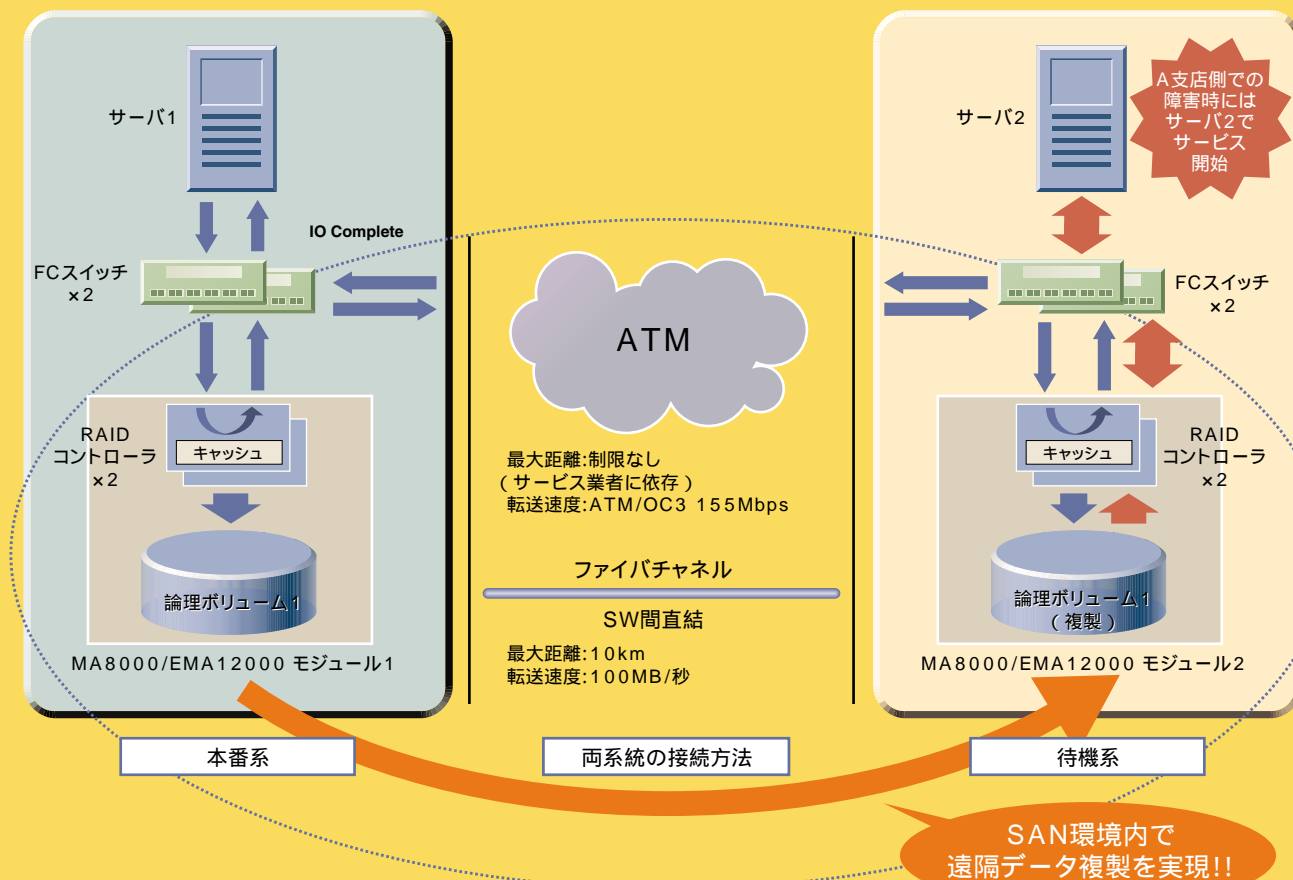 サーバ1
IO Complete
FCスイッチ
×2
RAID
コントローラ
×2
キャッシュ
論理ボリューム1
MA8000/EMA12000 モジュール1
本番系
ATM
最大距離:制限なし
(サービス業者に依存)
転送速度:ATM/OC3 155Mbps
ファイバチャネル
SW間直結
最大距離:10km
転送速度:100MB/秒
両系統の接続方法
サーバ2
A支店側での
障害時には
サーバ2で
サービス
開始
FCスイッチ
×2
RAID
コントローラ
×2
キャッシュ
論理ボリューム1
(複製)
MA8000/EMA12000 モジュール2
待機系
SAN環境内で
遠隔データ複製を実現!!